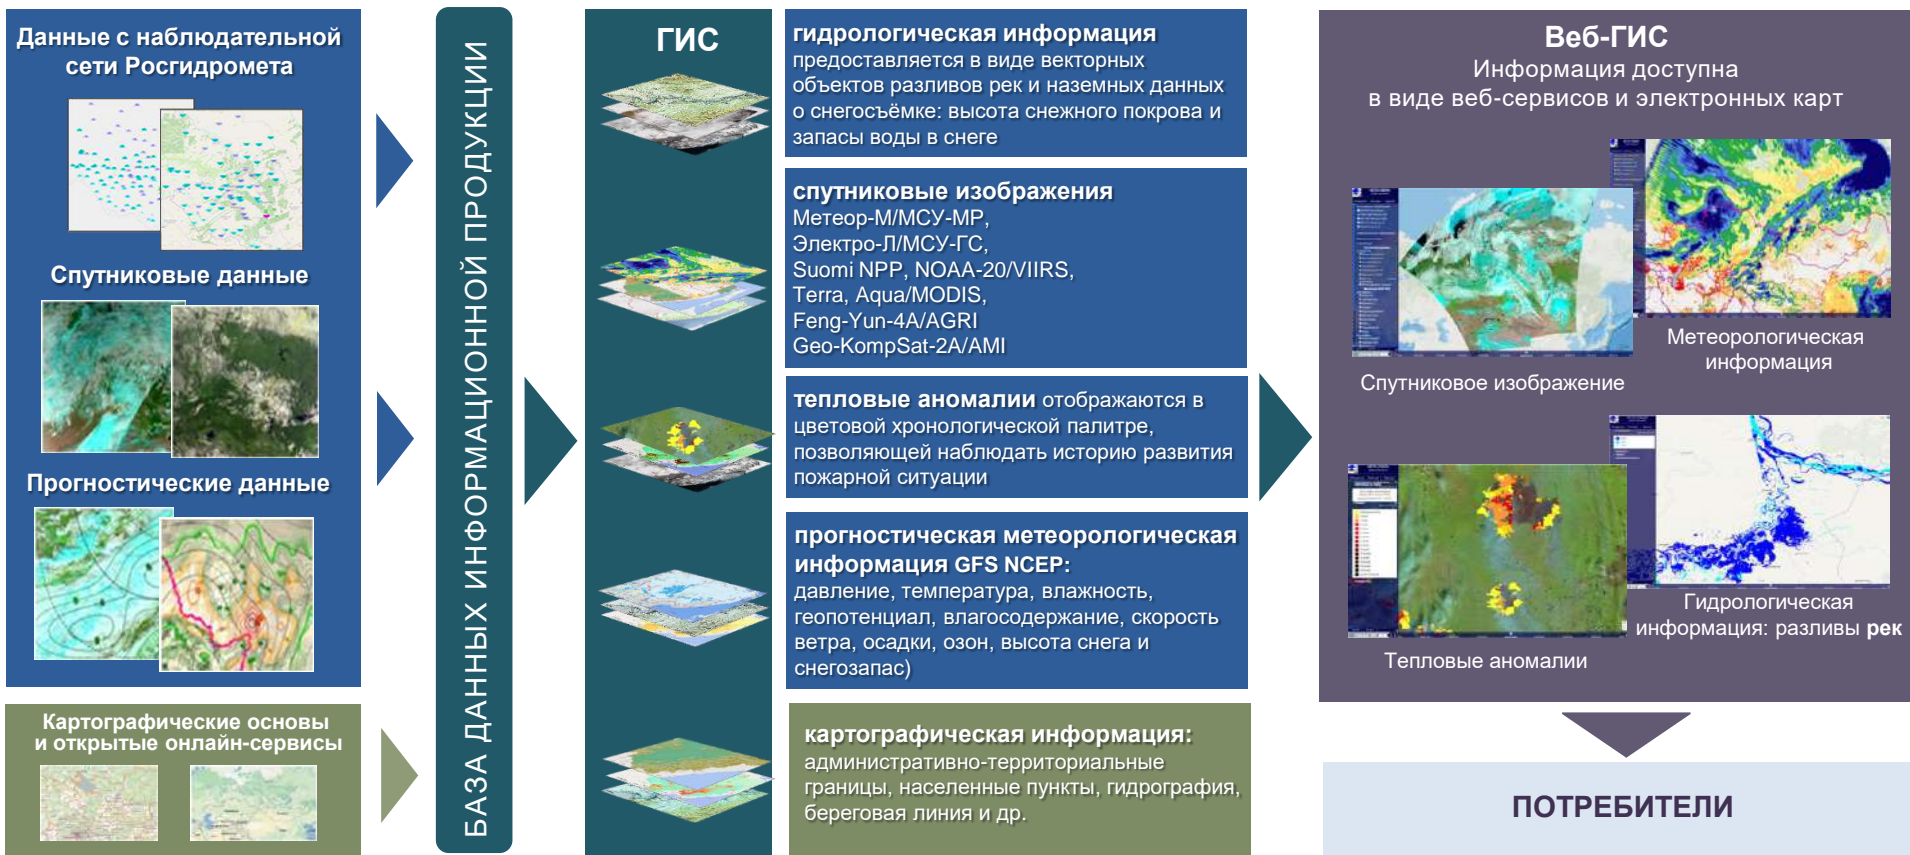 Данные с наблюдательной
сети Росгидромета
Спутниковые данные
Прогностические данные
Картографические основы
и открытые онлайн-сервисы
БАЗА ДАННЫХ ИНФОРМАЦИОННОЙ ПРОДУКЦИИ
ГИС
гидрологическая информация
предоставляется в виде векторных
объектов разливов рек и наземных данных
о снегосъёмке: высота снежного покрова и
запасы воды в снеге
спутниковые изображения
Метеор-М/МСУ-МР,
Электро-Л/МСУ-ГС,
Suomi NPP, NOAA-20/VIIRS,
Terra, Aqua/MODIS,
Feng-Yun-4A/AGRI
Geo-KompSat-2A/AMI
тепловые аномалии отображаются в
цветовой хронологической палитре,
позволяющей наблюдать историю развития
пожарной ситуации
прогностическая метеорологическая
информация GFS NCEP:
давление, температура, влажность,
геопотенциал, влагосодержание, скорость
ветра, осадки, озон, высота снега и
снегозапас)
картографическая информация:
административно-территориальные
границы, населенные пункты, гидрография,
береговая линия и др.
Веб-ГИС
Информация доступна
в виде веб-сервисов и электронных карт
Метеорологическая
информация
Спутниковое изображение
Гидрологическая
информация: разливы рек
Тепловые аномалии
ПОТРЕБИТЕЛИ